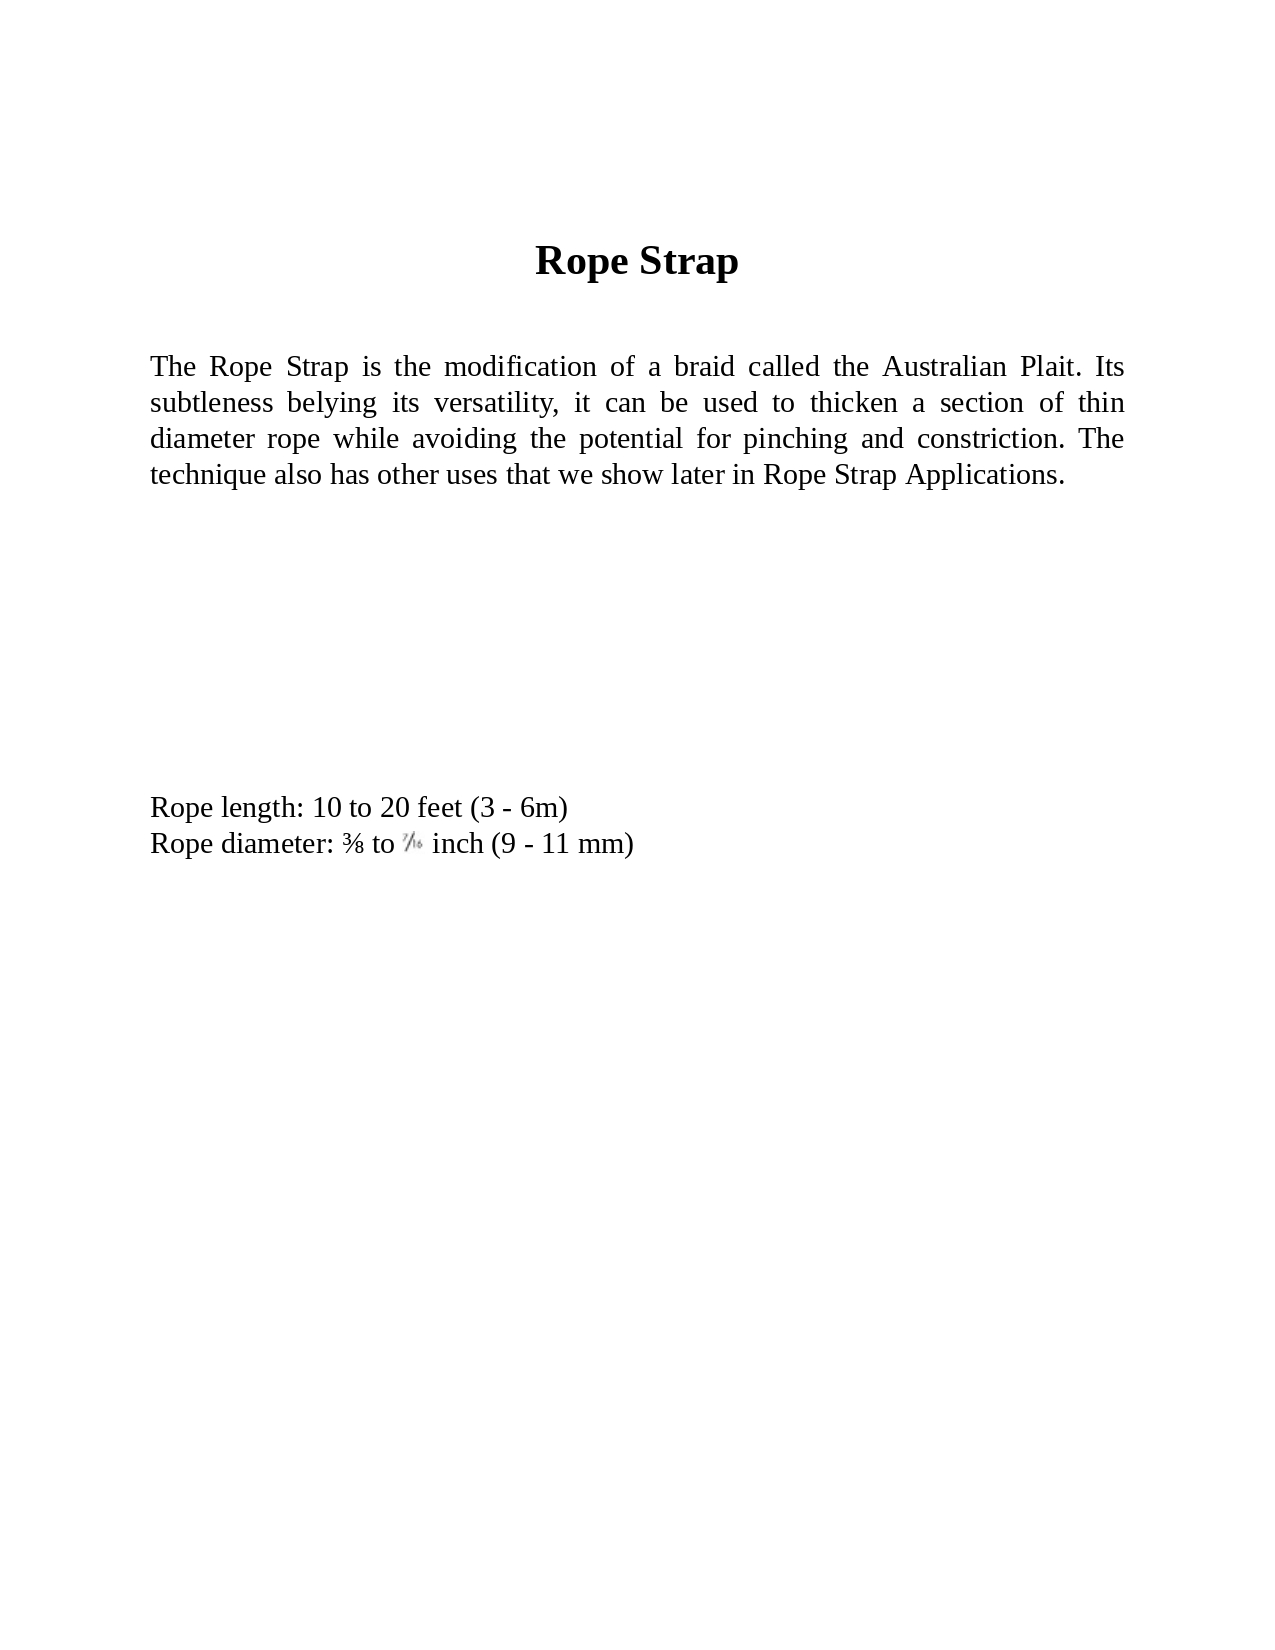 Rope Strap
The Rope Strap is the modification of a braid called the Australian Plait. Its
subtleness belying its versatility, it can be used to thicken a section of thin
diameter rope while avoiding the potential for pinching and constriction. The
technique also has other uses that we show later in Rope Strap Applications.
Rope length: 10 to 20 feet (3 - 6m)
Rope diameter: ⅜ to 7/16 inch (9 - 11 mm)